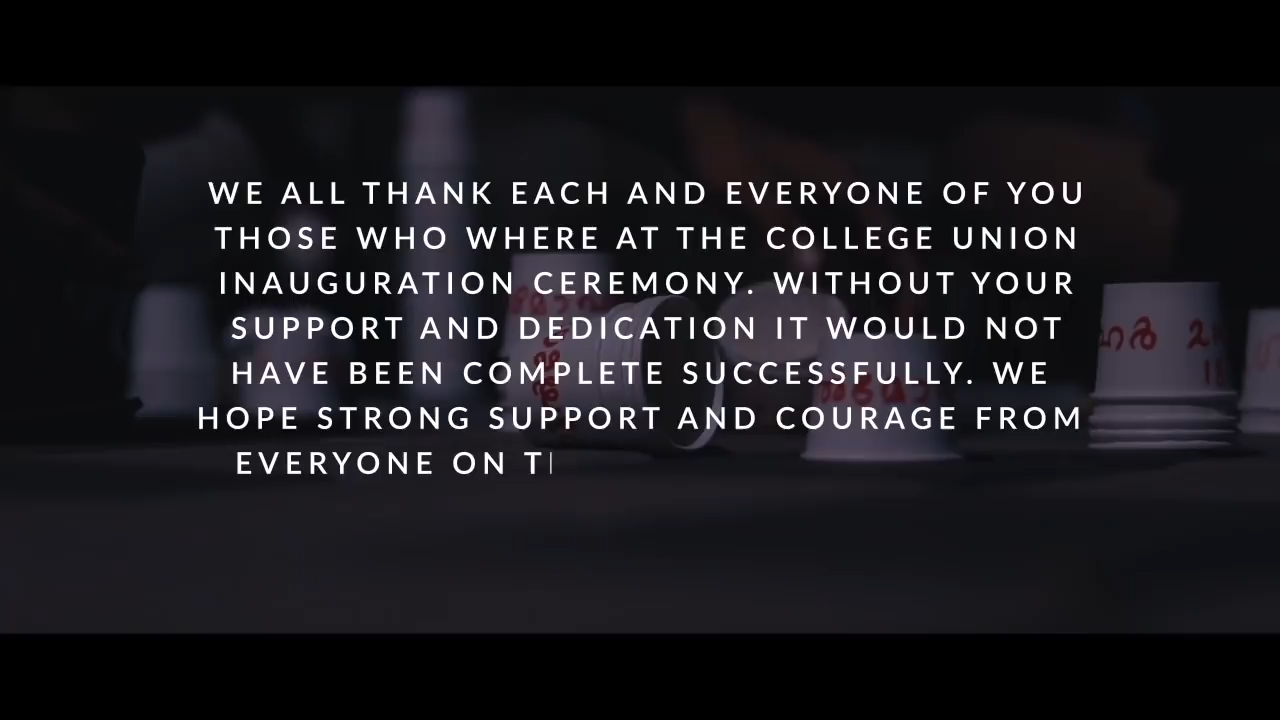 WE ALL THANK EACH AND EVERYONE OF YOU
THOSE WHO WHERE AT THE COLLEGE UNION
INAUGURATION CEREMONY. WITHOUT YOUR
SUPPORT AND DEDICATION IT WOULD NOT
HAVE BEEN COMPLETE SUCCESSFULLY. WE
HOPE STRONG SUPPORT AND COURAGE FROM
EVERYONE ON T